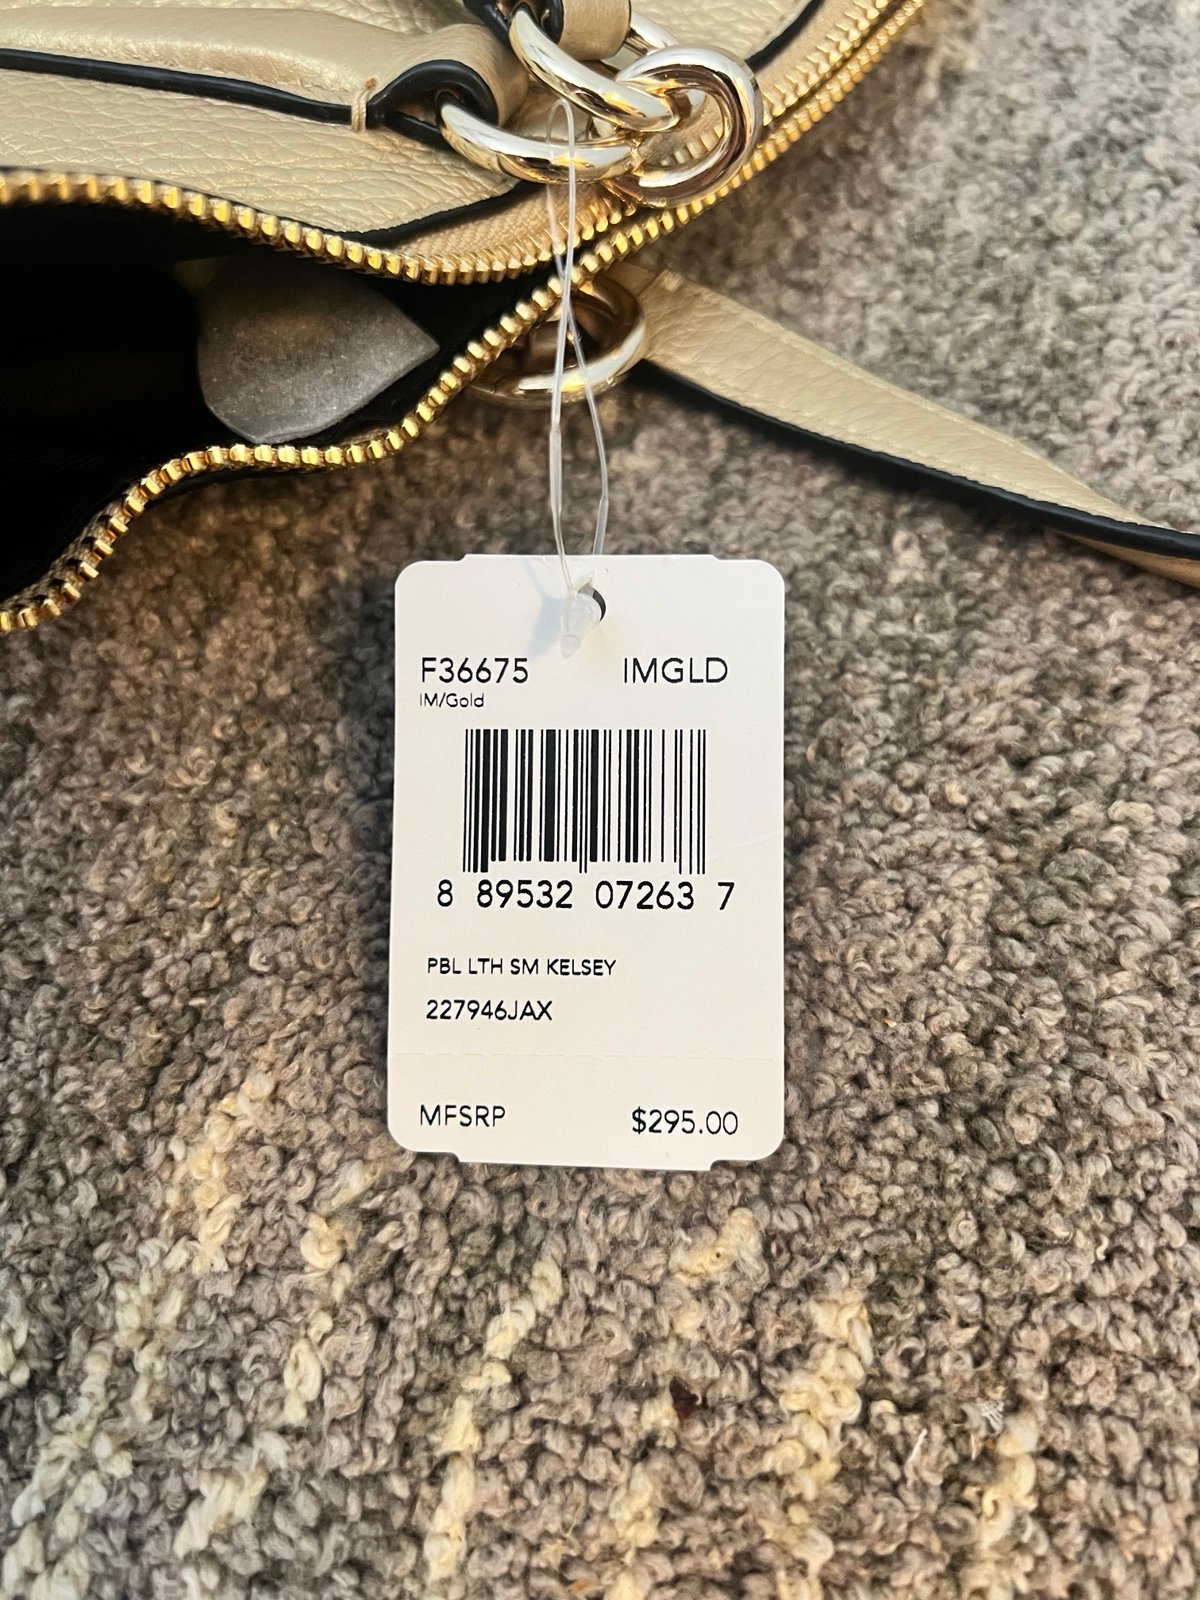 F36675 IMGLD
IM/Gold
8 89532 07263 7
PBL LTH SM KELSEY
227946JAX
MFSRP $295.00